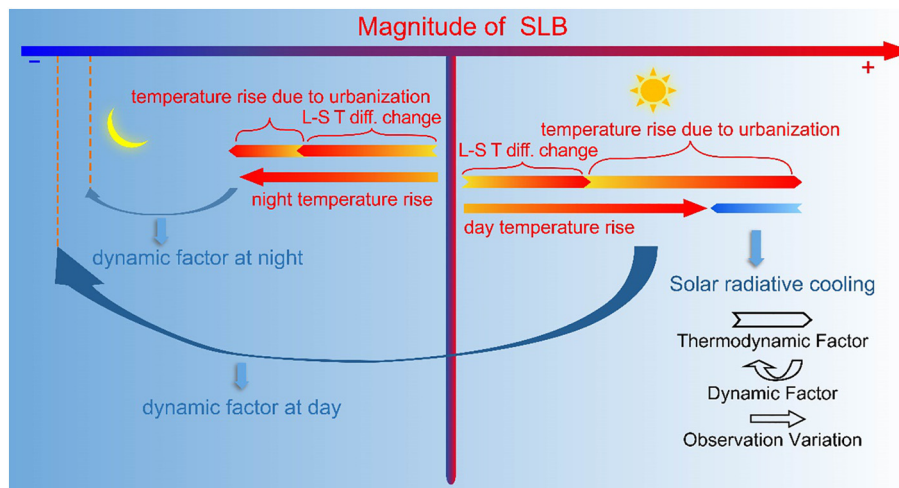 Magnitude of SLB
–
+
temperature rise due to urbanization
L-S T diff. change
temperature rise due to urbanization
L-S T diff. change
night temperature rise
day temperature rise
dynamic factor at night
Solar radiative cooling
Thermodynamic Factor
Dynamic Factor
dynamic factor at day
Observation Variation